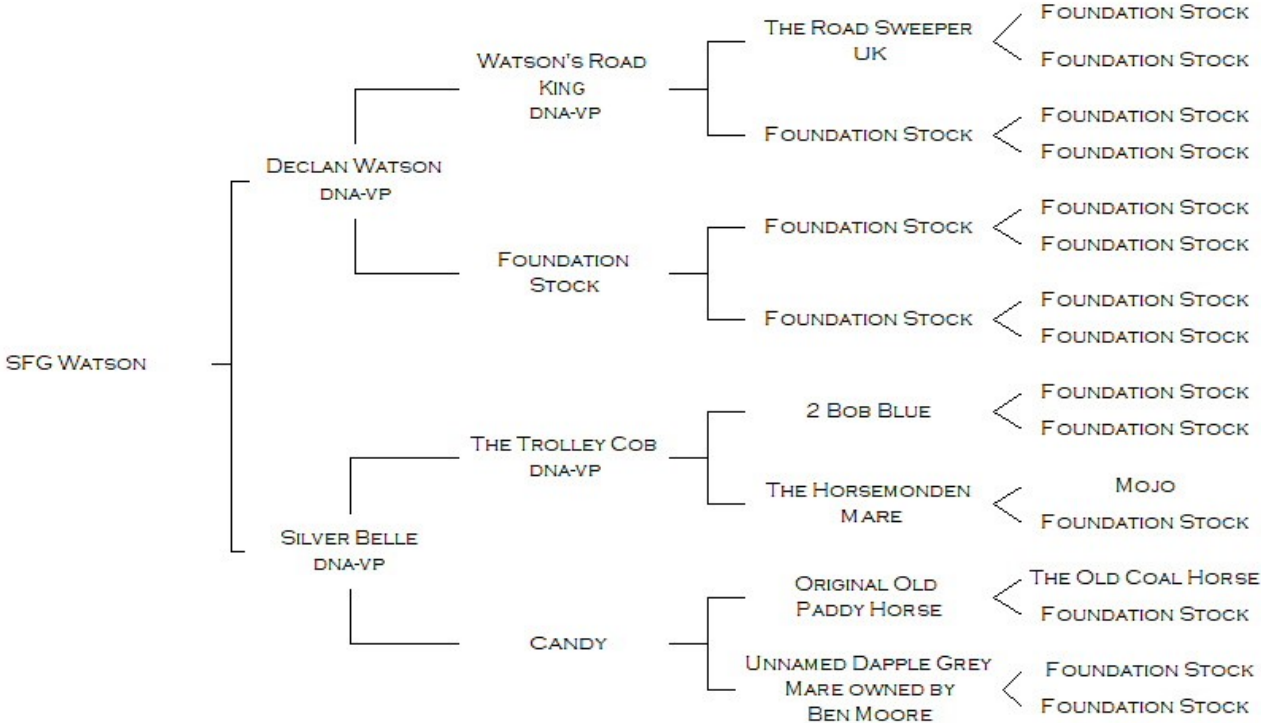 Foundation Stock
The Road Sweeper
UK
Foundation Stock
Watson's Road
King
DNA-VP
Foundation Stock
Foundation Stock
Foundation Stock
Declan Watson
DNA-VP
Foundation Stock
Foundation Stock
Foundation Stock
Foundation
Stock
Foundation Stock
Foundation Stock
Foundation Stock
SFG Watson
Foundation Stock
2 Bob Blue
Foundation Stock
The Trolley Cob
DNA-VP
Mojo
The Horsemonden
Mare
Foundation Stock
Silver Belle
DNA-VP
The Old Coal Horse
Original Old
Paddy Horse
Foundation Stock
Candy
Foundation Stock
Unnamed Dapple Grey
Mare owned by
Ben Moore
Foundation Stock